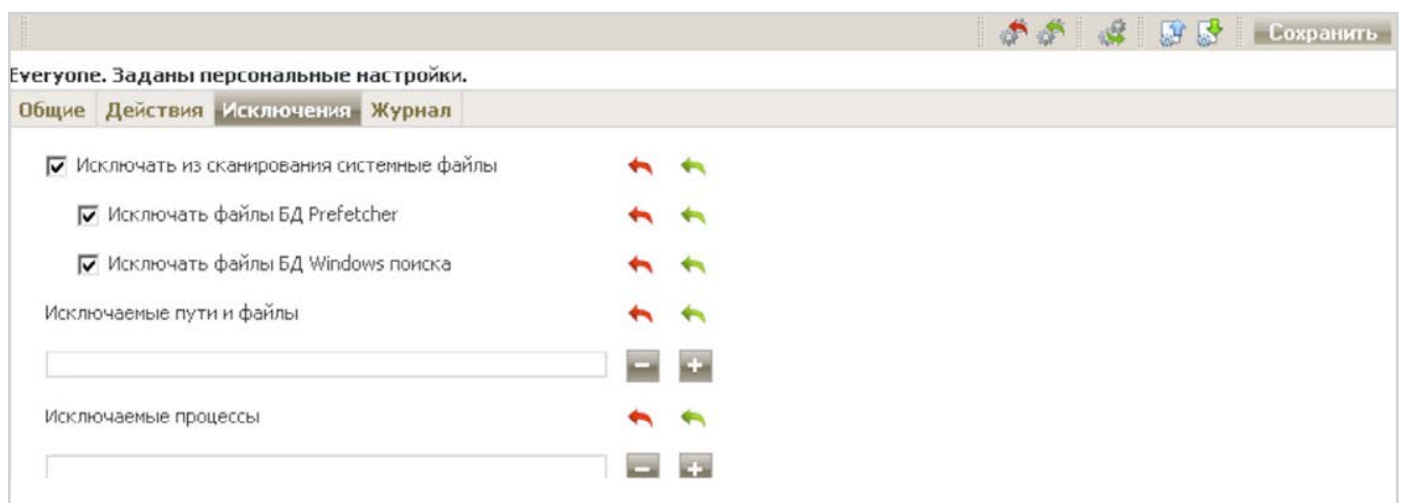 Сохранить
Everyone. Заданы персональные настройки.
Общие Действия Исключения Журнал
Исключать из сканирования системные файлы
Исключать файлы БД Prefetcher
Исключать файлы БД Windows поиска
Исключаемые пути и файлы
Исключаемые процессы